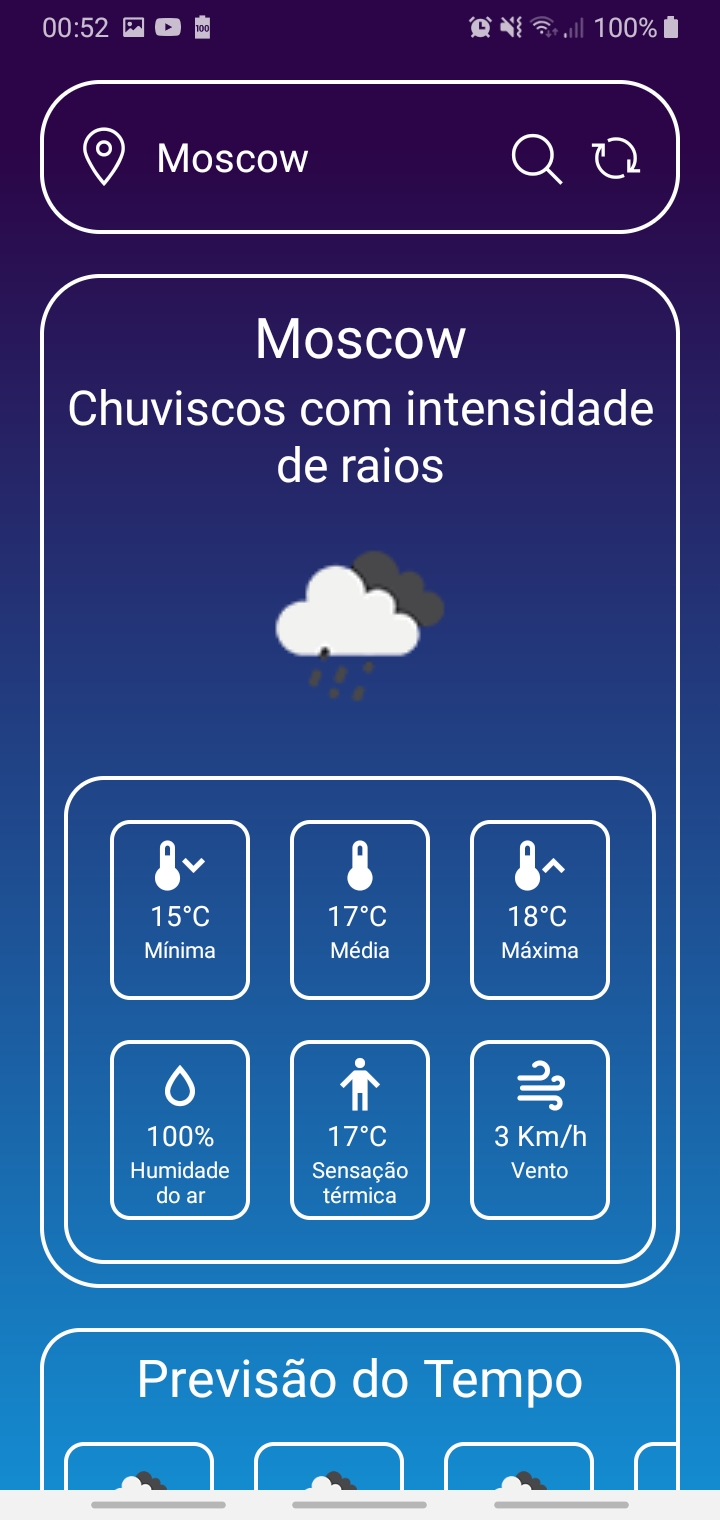 00:52 100 100%
Moscow
Moscow
Chuviscos com intensidade
de raios
15°C 17°C 18°C
Mínima Média Máxima
100% 17°C 3 Km/h
Humidade Sensação Vento
do ar térmica
Previsão do Tempo